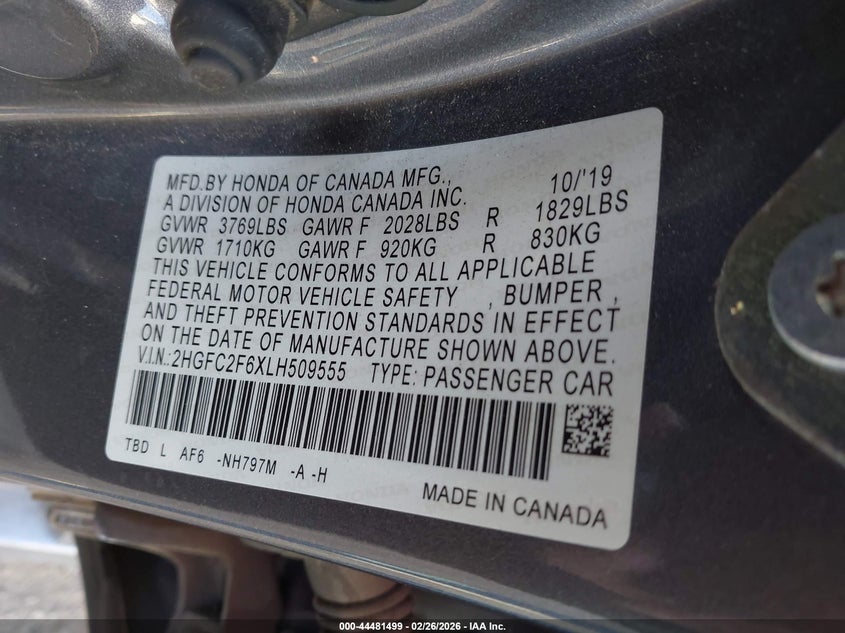 MFD.BY HONDA OF CANADA MFG., 10/'19
A DIVISION OF HONDA CANADA INC.
GVWR 3769LBS GAWR F 2028LBS R 1829LBS
GVWR 1710KG GAWR F 920KG R 830KG
THIS VEHICLE CONFORMS TO ALL APPLICABLE
FEDERAL MOTOR VEHICLE SAFETY , BUMPER ,
AND THEFT PREVENTION STANDARDS IN EFFECT
ON THE DATE OF MANUFACTURE SHOWN ABOVE.
V.I.N.:2HGFC2F6XLH509555 TYPE: PASSENGER CAR
TBD L AF6 -NH797M -A -H
MADE IN CANADA
000-44481499 - 02/26/2026 - IAA Inc.